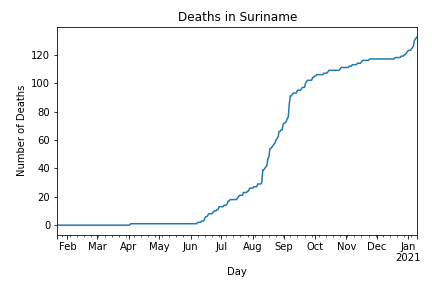 Deaths in Suriname
Number of Deaths
120
100
80
60
40
20
0
Feb Mar Apr May Jun Jul Aug Sep Oct Nov Dec Jan
2021
Day